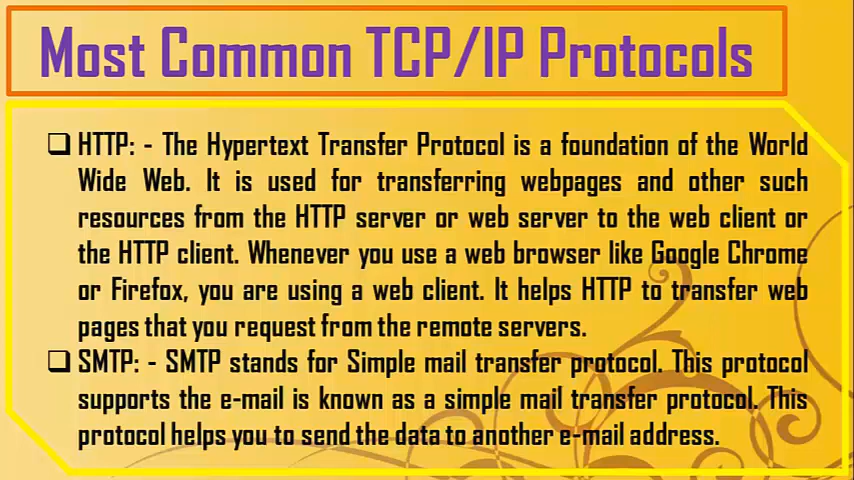 Most Common TCP/IP Protocols
HTTP: - The Hypertext Transfer Protocol is a foundation of the World
Wide Web. It is used for transferring webpages and other such
resources from the HTTP server or web server to the web client or
the HTTP client. Whenever you use a web browser like Google Chrome
or Firefox, you are using a web client. It helps HTTP to transfer web
pages that you request from the remote servers.
SMTP: - SMTP stands for Simple mail transfer protocol. This protocol
supports the e-mail is known as a simple mail transfer protocol. This
protocol helps you to send the data to another e-mail address.